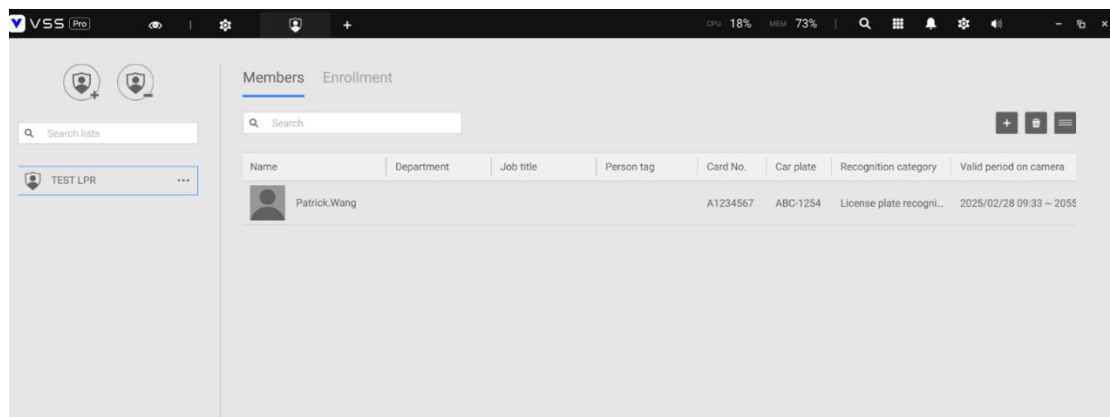 VSS Pro
CPU 18% MEM 73%
Members Enrollment
Search lists
Search
TEST LPR
Name Department Job title Person tag Card No. Car plate Recognition category Valid period on camera
Patrick.Wang A1234567 ABC-1254 License plate recogni... 2025/02/28 09:33 ~ 2055